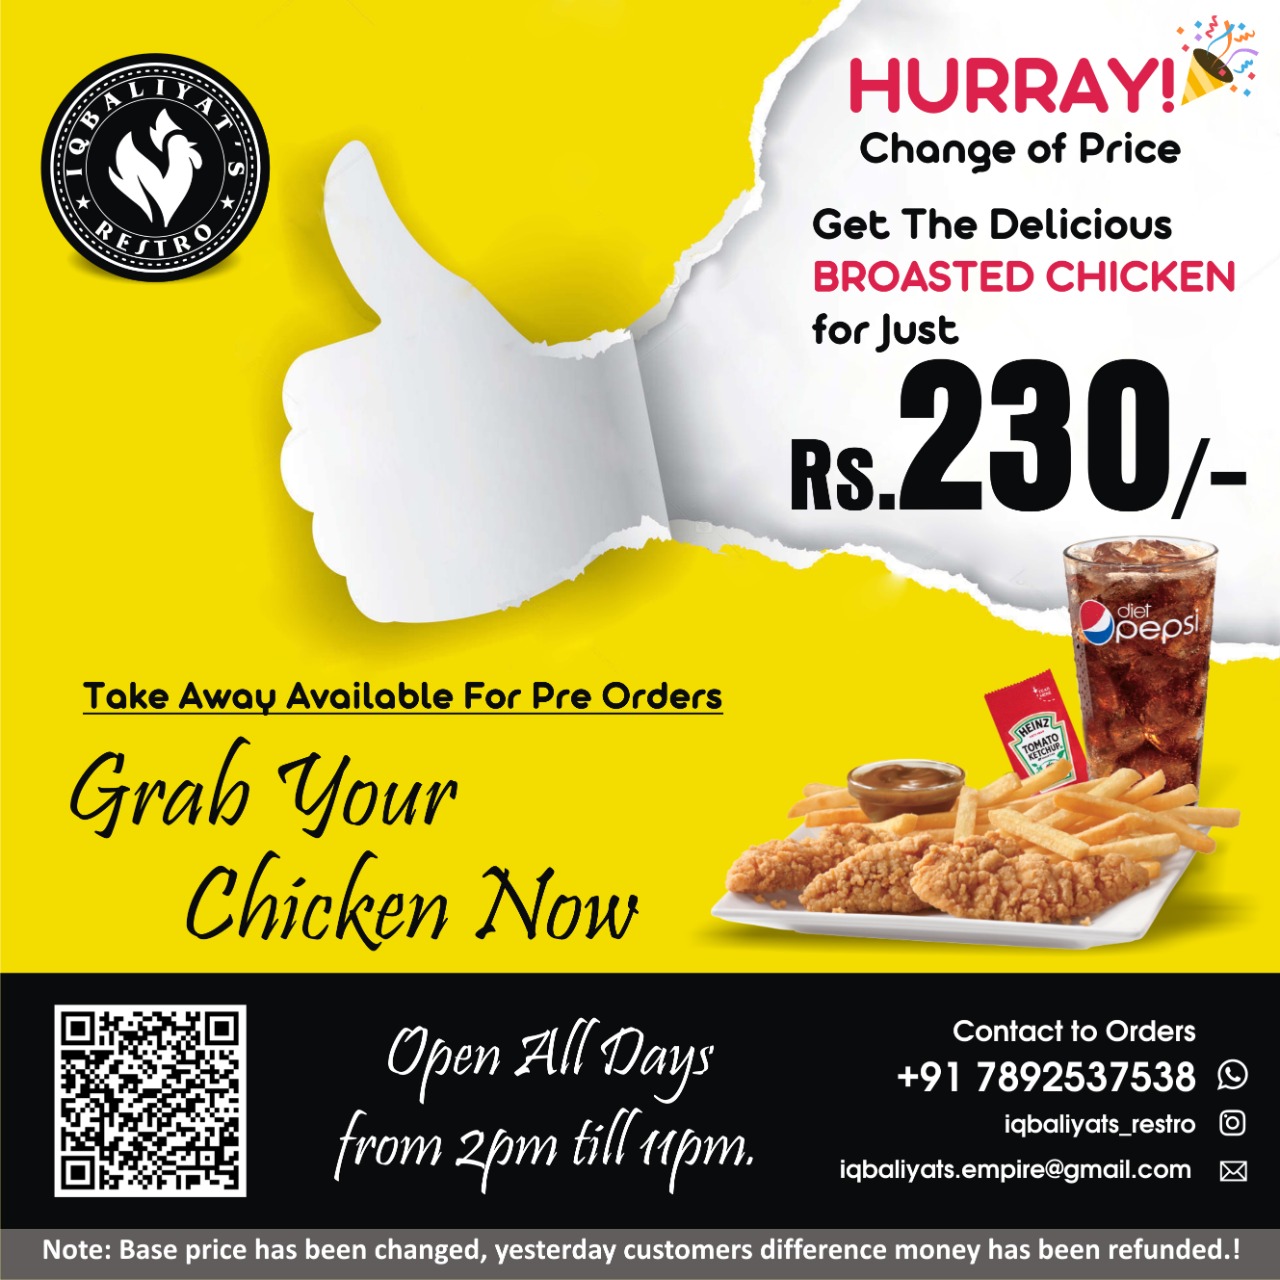 IQBALIYAT'S
RESTRO
HURRAY!
Change of Price
Get The Delicious
BROASTED CHICKEN
for Just
Rs.230/-
diet
pepsi
HEINZ
TOMATO
KETCHUP
Take Away Available For Pre Orders
Grab Your
Chicken Now
Open All Days
from 2pm till 11pm.
Contact to Orders
+91 7892537538
iqbaliyats_restro
iqbaliyats.empire@gmail.com
Note: Base price has been changed, yesterday customers difference money has been refunded.!